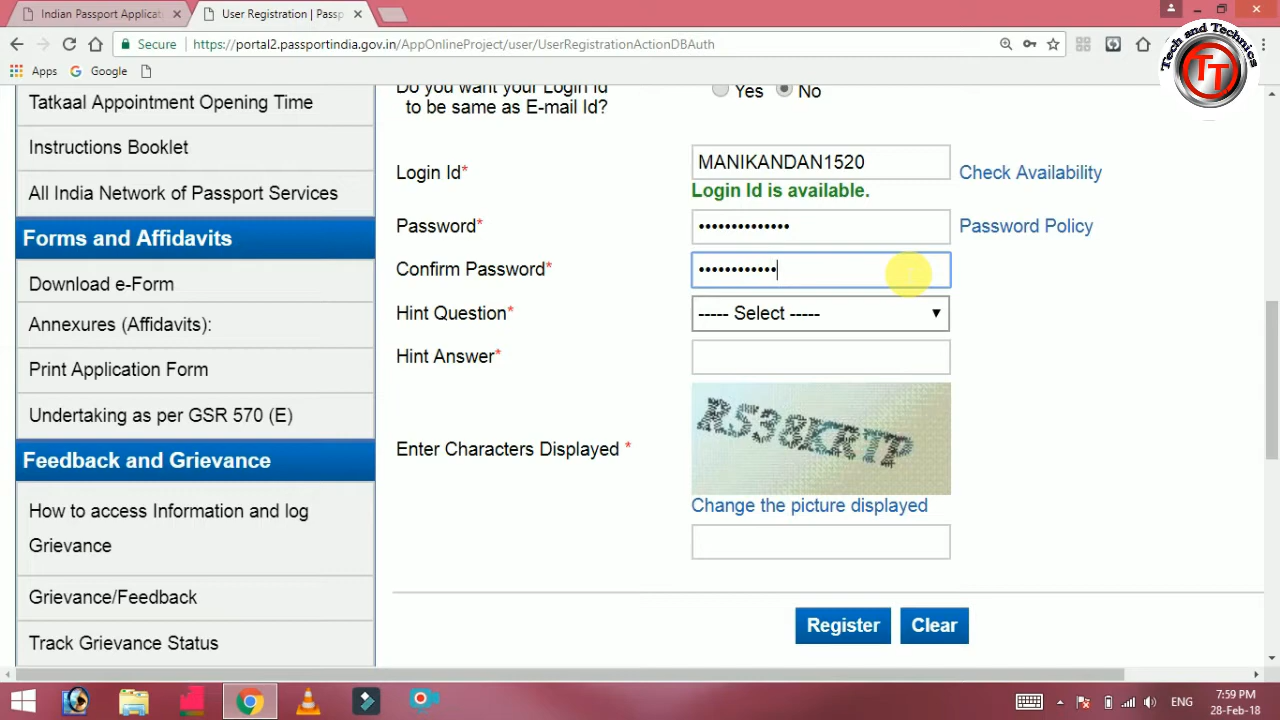 Indian Passport Applicat
User Registration | Passp
Secure
https://portal2.passportindia.gov.in/AppOnlineProject/user/UserRegistrationActionDBAuth
Apps
Google
Tech and Technics
TT
Tatkaal Appointment Opening Time
Instructions Booklet
All India Network of Passport Services
Forms and Affidavits
Download e-Form
Annexures (Affidavits):
Print Application Form
Undertaking as per GSR 570 (E)
Feedback and Grievance
How to access Information and log
Grievance
Grievance/Feedback
Track Grievance Status
Do you want your Login Id
to be same as E-mail Id?
Yes
No
Login Id*
MANIKANDAN1520
Check Availability
Login Id is available.
Password*
••••••••••••••
Password Policy
Confirm Password*
••••••••••••
Hint Question*
----- Select -----
Hint Answer*
R538KRTP
Enter Characters Displayed *
Change the picture displayed
Register
Clear
ENG
7:59 PM
28-Feb-18